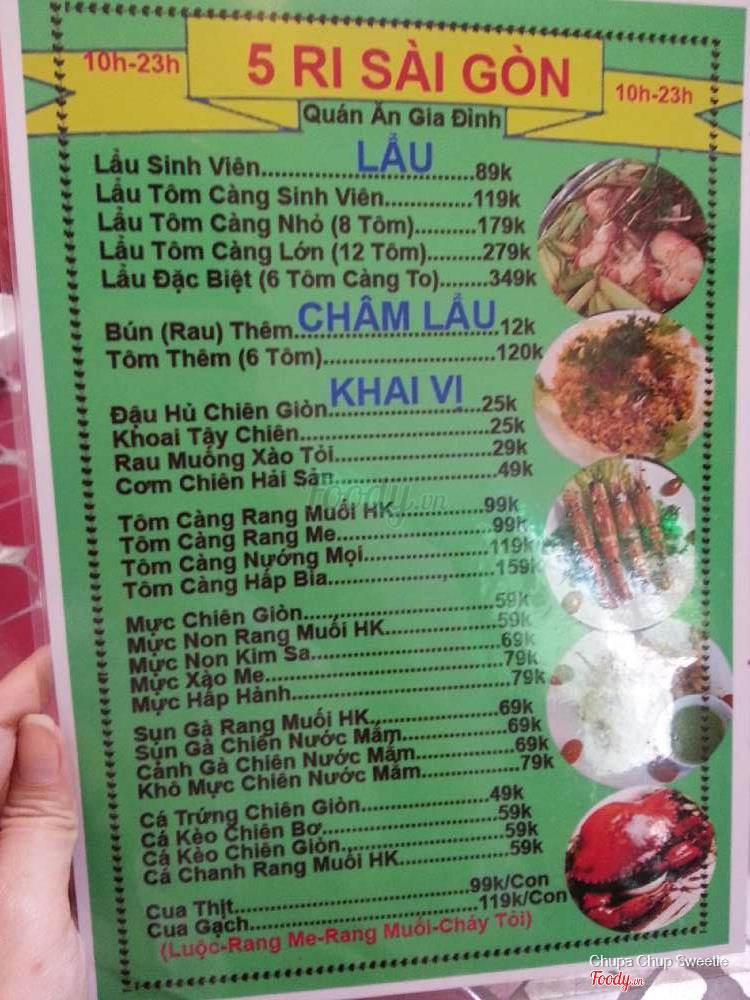 10h-23h
5 RI SÀI GÒN
10h-23h
Quán Ăn Gia Đình
LẨU
Lẩu Sinh Viên..........................89k
Lẩu Tôm Càng Sinh Viên.............119k
Lẩu Tôm Càng Nhỏ (8 Tôm)..........179k
Lẩu Tôm Càng Lớn (12 Tôm)........279k
Lẩu Đặc Biệt (6 Tôm Càng To).......349k
CHÂM LẨU
Bún (Rau) Thêm..........................12k
Tôm Thêm (6 Tôm)........................120k
KHAI VỊ
Đậu Hủ Chiên Giòn.......................25k
Khoai Tây Chiên.........................25k
Rau Muống Xào Tỏi.......................29k
Cơm Chiên Hải Sản.......................49k
Tôm Càng Rang Muối HK...............99k
Tôm Càng Rang Me.......................99k
Tôm Càng Nướng Mọi..................119k
Tôm Càng Hấp Bia.......................159k
Mực Chiên Giòn..........................59k
Mực Non Rang Muối HK................59k
Mực Non Kim Sa..........................69k
Mực Xào Me..............................79k
Mực Hấp Hành............................79k
Sụn Gà Rang Muối HK..................69k
Sụn Gà Chiên Nước Mắm..............69k
Cánh Gà Chiên Nước Mắm............69k
Khô Mực Chiên Nước Mắm...........79k
Cá Trứng Chiên Giòn...................49k
Cá Kèo Chiên Bơ.........................59k
Cá Kèo Chiên Giòn......................59k
Cá Chanh Rang Muối HK..............59k
Cua Thịt..............................99k/Con
Cua Gạch............................119k/Con
(Luộc-Rang Me-Rang Muối-Cháy Tỏi)
Foody.vn
Chupa Chup Sweetie
Foody.vn